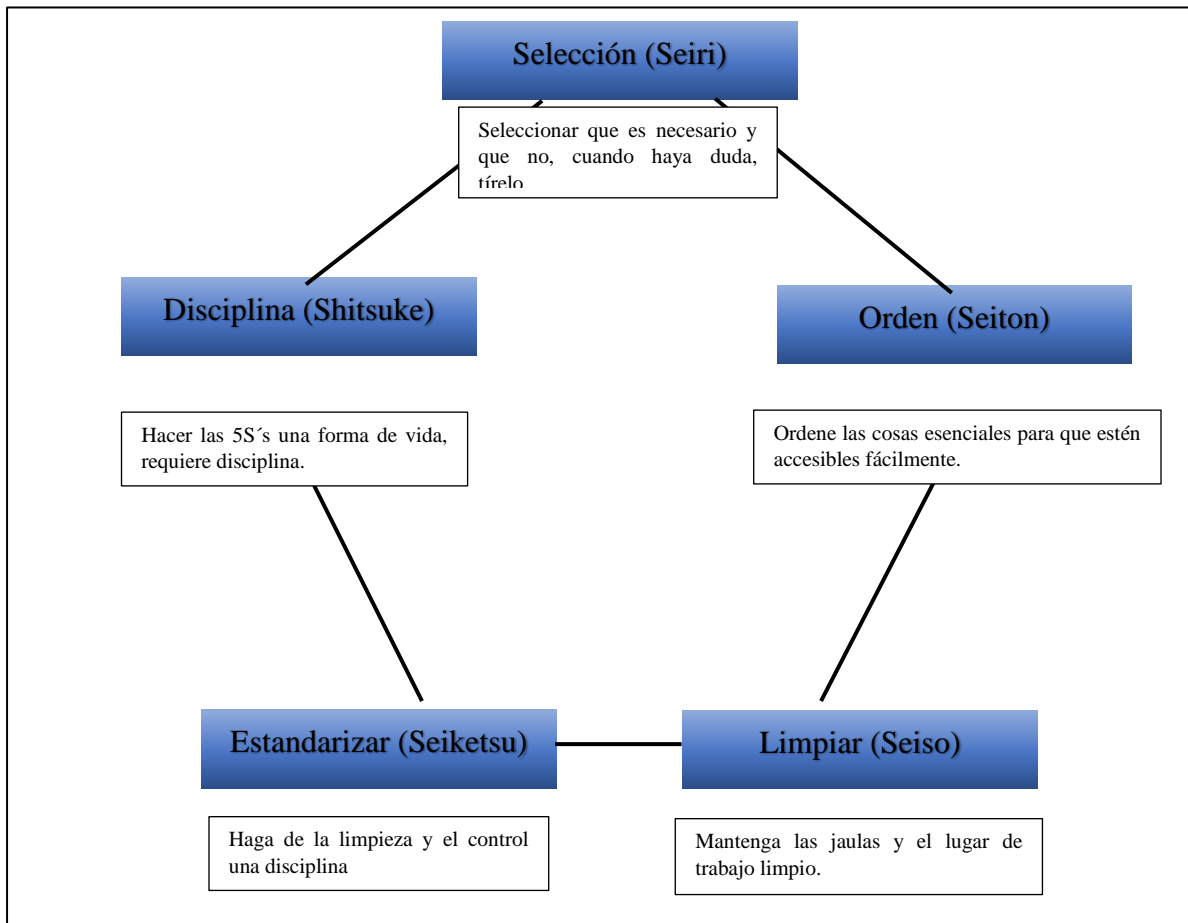 Selección (Seiri)
Seleccionar que es necesario y
que no, cuando haya duda,
tírelo
Disciplina (Shitsuke)
Orden (Seiton)
Hacer las 5S´s una forma de vida,
requiere disciplina.
Ordene las cosas esenciales para que estén
accesibles fácilmente.
Estandarizar (Seiketsu)
Limpiar (Seiso)
Haga de la limpieza y el control
una disciplina
Mantenga las jaulas y el lugar de
trabajo limpio.